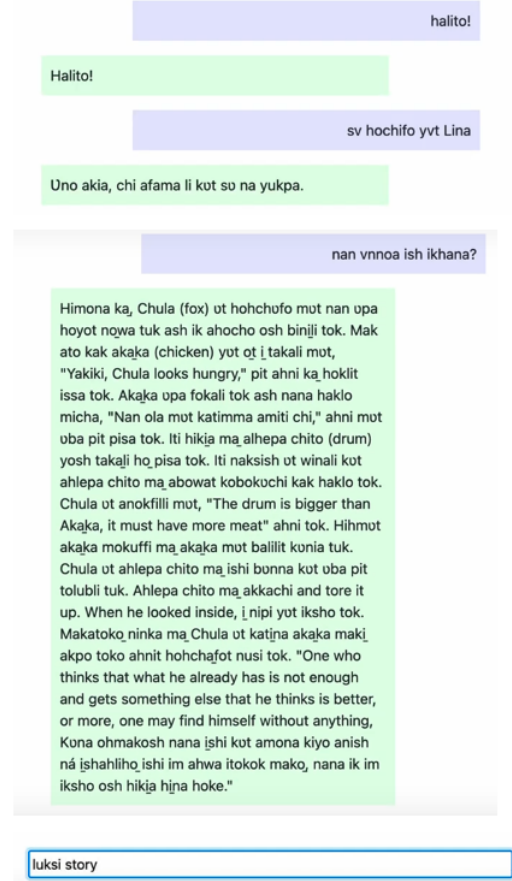 halito!
Halito!
sv hochifo yvt Lina
Ʋno akia, chi afama li kʋt sʋ na yukpa.
nan vnnoa ish ikhana?
Himona ka̱, Chula (fox) ʋt hohchʋfo mʋt nan ʋpa
hoyot no̱wa tuk ash ik ahocho osh bini̱li tok. Mak
ato kak aka̱ka (chicken) yʋt o̱t i̱ takali mʋt,
"Yakiki, Chula looks hungry," pit ahni ka̱ hoklit
issa tok. Aka̱ka ʋpa fokali tok ash nana haklo
micha, "Nan ola mʋt katimma amiti chi," ahni mʋt
ʋba pit pisa tok. Iti hiki̱a ma̱ alhepa chito (drum)
yosh taka̱li ho̱ pisa tok. Iti naksish ʋt winali kʋt
ahlepa chito ma̱ abowat kobokʋchi kak haklo tok.
Chula ʋt anokfilli mʋt, "The drum is bigger than
Aka̱ka, it must have more meat" ahni tok. Hihmʋt
aka̱ka mokuffi ma̱ aka̱ka mʋt balilit kʋnia tuk.
Chula ʋt ahlepa chito ma̱ ishi bʋnna kʋt ʋba pit
tolubli tuk. Ahlepa chito ma̱ akkachi and tore it
up. When he looked inside, i̱ nipi yʋt iksho tok.
Makatoko̱ ninka ma̱ Chula ʋt kati̱na aka̱ka maki̱
akpo toko ahnit hohcha̱fot nusi tok. "One who
thinks that what he already has is not enough
and gets something else that he thinks is better,
or more, one may find himself without anything,
Kʋna ohmakosh nana i̱shi kʋt amona kiyo anish
ná i̱shahliho̱ ishi im ahwa itokok mako̱, nana ik im
iksho osh hiki̱a hi̱na hoke."
luksi story